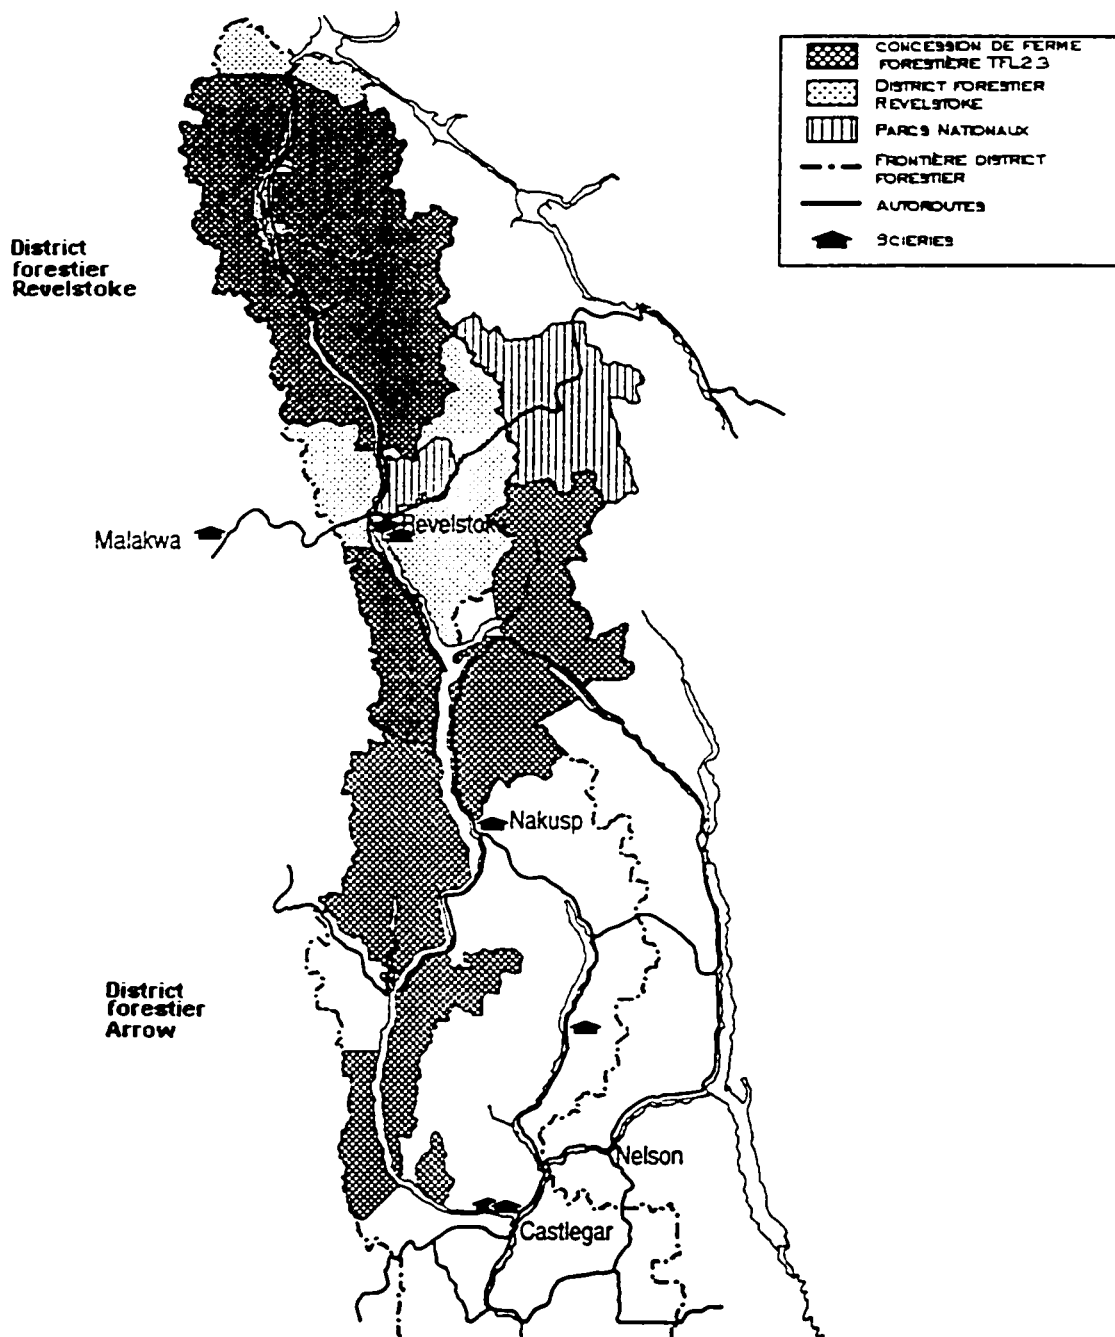 CONCESSION DE FERME
FORESTIÈRE TFL23
DISTRICT FORESTIER
REVELSTOKE
PARCS NATIONAUX
FRONTIÈRE DISTRICT
FORESTIER
AUTOROUTES
SCIERIES
District
forestier
Revelstoke
Malakwa
Revelstoke
Nakusp
District
forestier
Arrow
Nelson
Castlegar